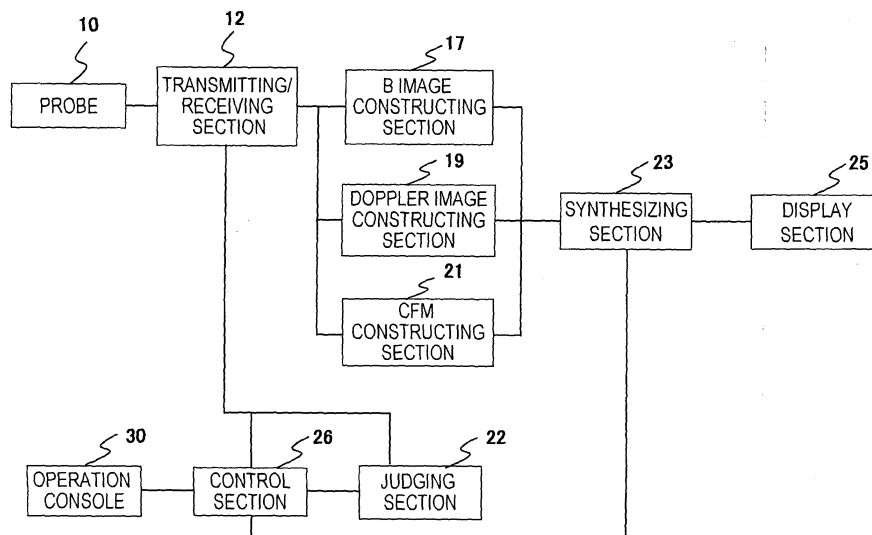 10
12
17
PROBE
TRANSMITTING/
RECEIVING
SECTION
B IMAGE
CONSTRUCTING
SECTION
19
DOPPLER IMAGE
CONSTRUCTING
SECTION
23
SYNTHESIZING
SECTION
25
DISPLAY
SECTION
21
CFM
CONSTRUCTING
SECTION
30
OPERATION
CONSOLE
26
CONTROL
SECTION
22
JUDGING
SECTION